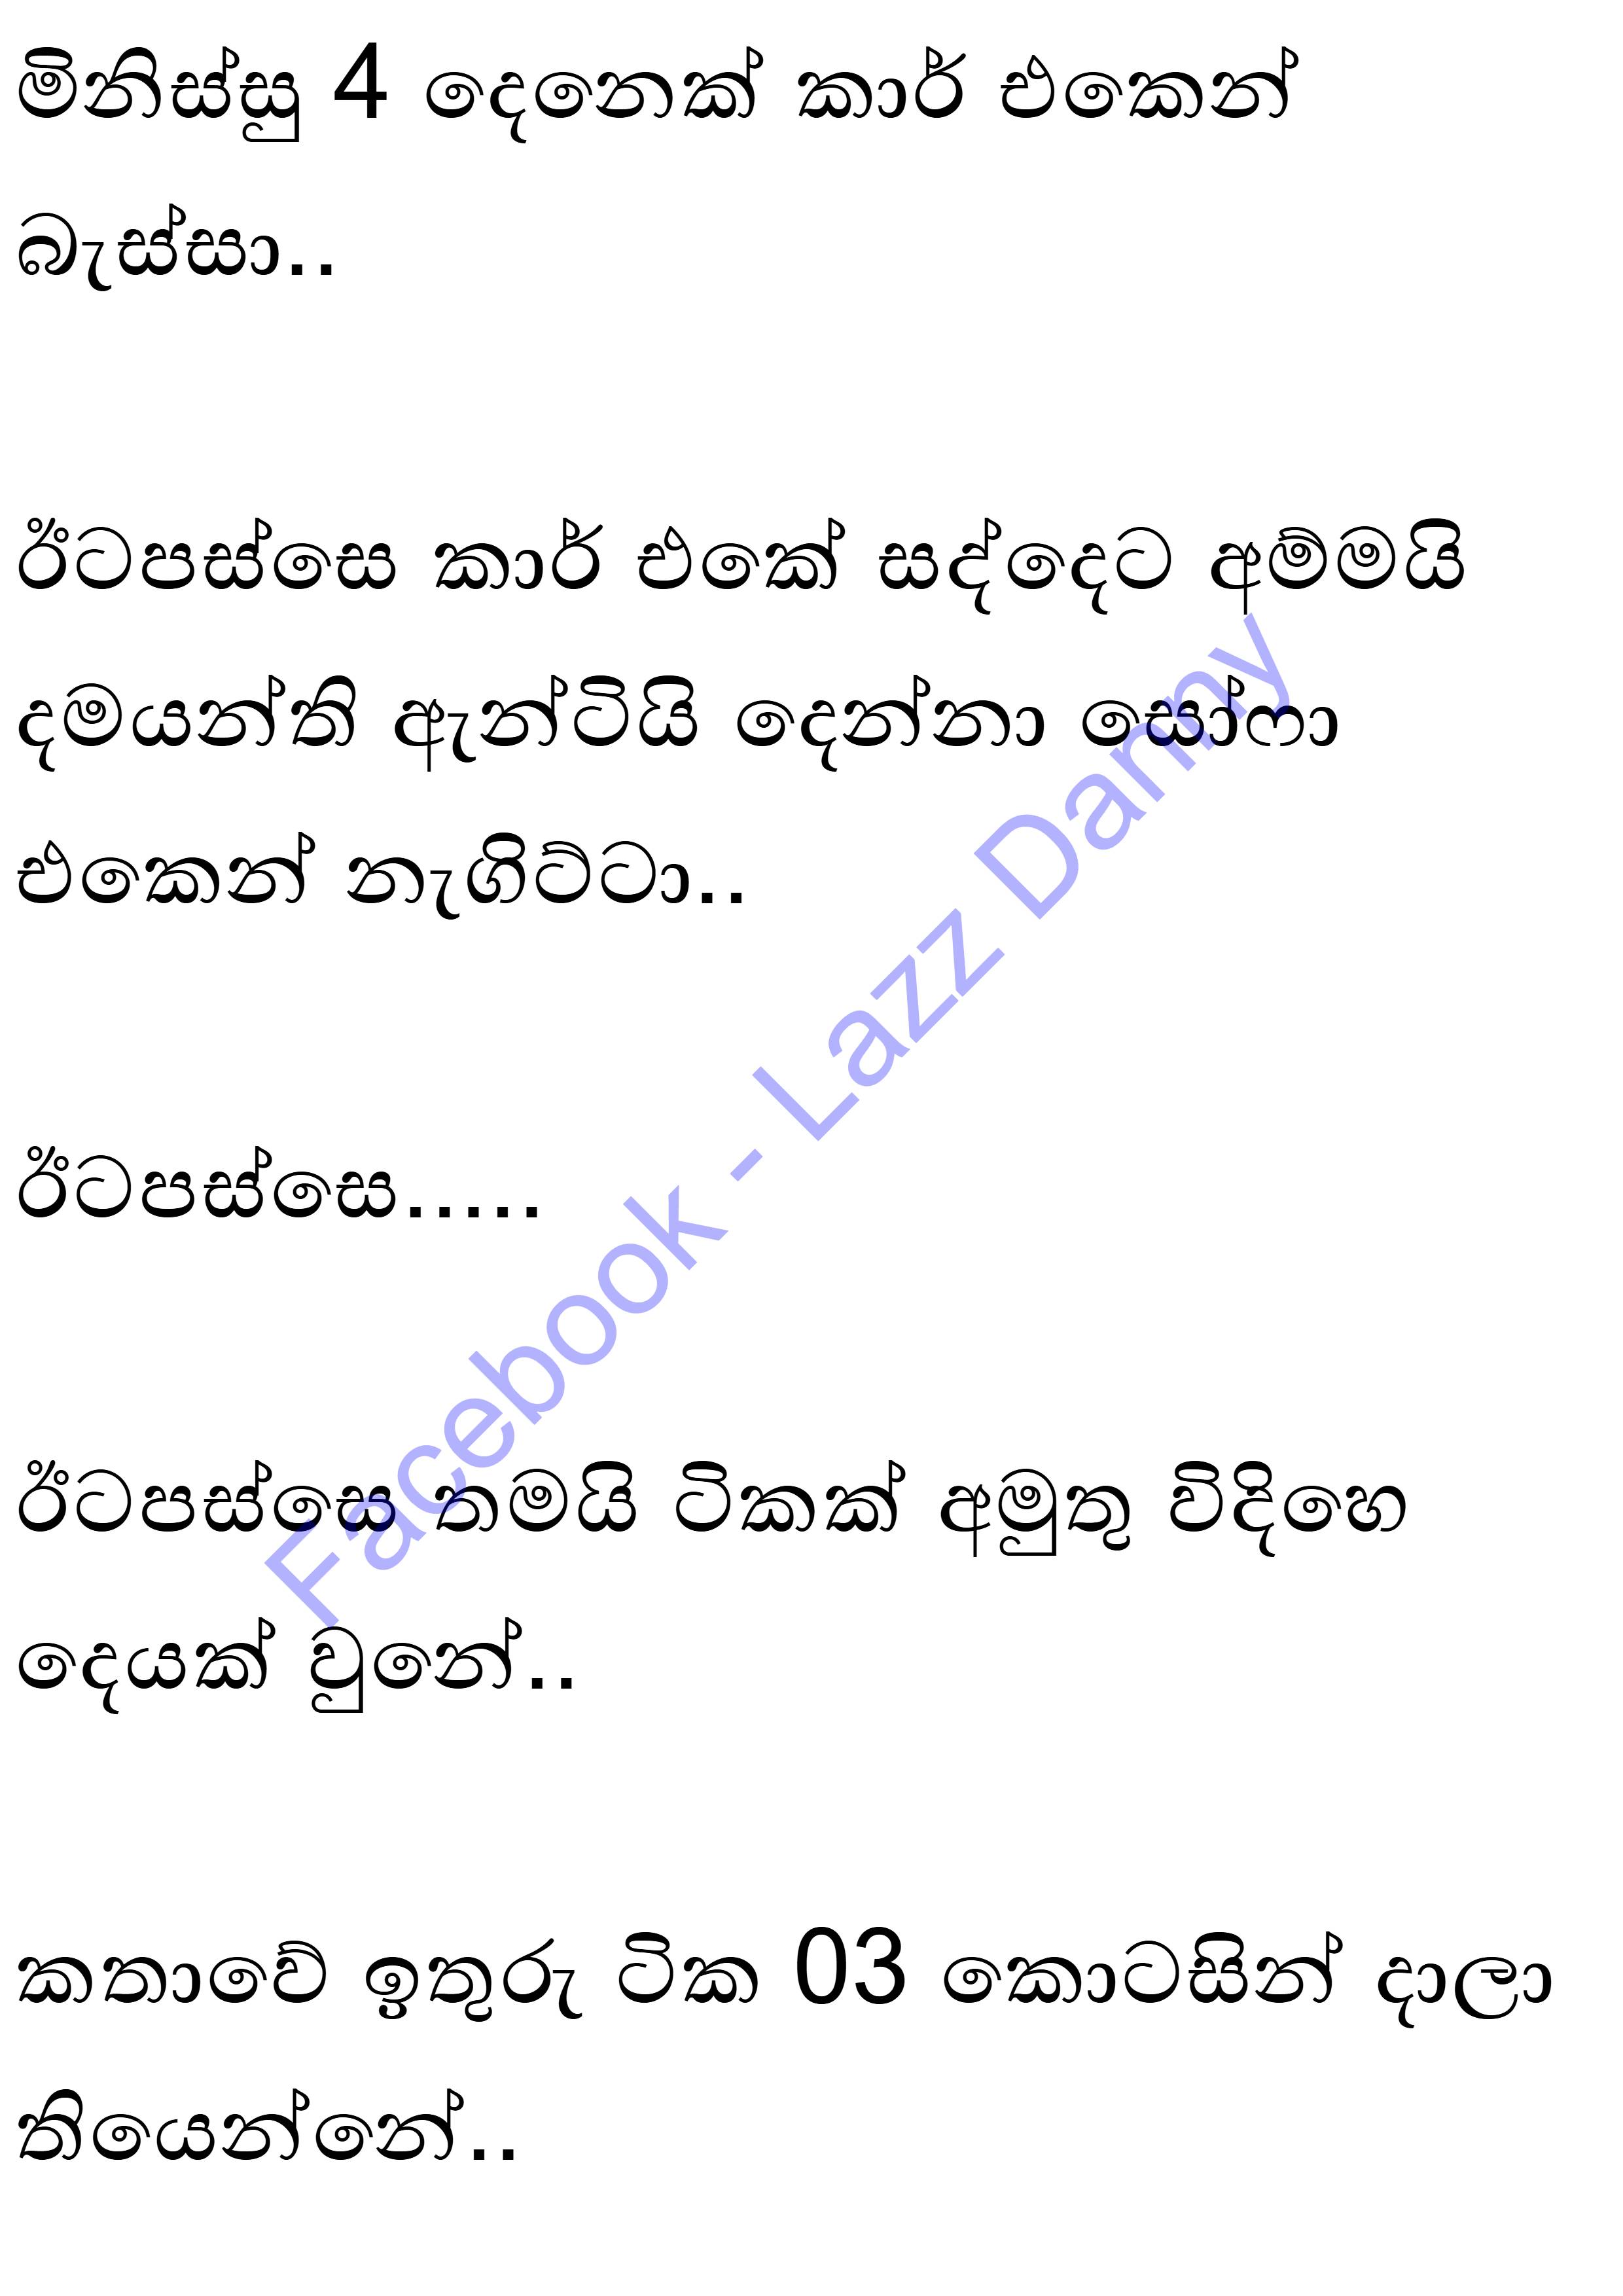 මිනිස්සු 4 දෙනෙක් කාර් එකෙන්
බැස්සා..
ඊටපස්සෙ කාර් එකේ සද්දෙට අම්මයි
දමයන්ති ඇන්ටියි දෙන්නා සෝෆා
එකෙන් නැගිට්ටා..
ඊටපස්සෙ.....
ඊටපස්සෙ තමයි ටිකක් අමුතු විදිහෙ
දෙයක් වුනේ..
කතාවේ ඉතුරු ටික 03 කොටසින් දාලා
තියෙන්නේ..
Facebook - Lazz Danny